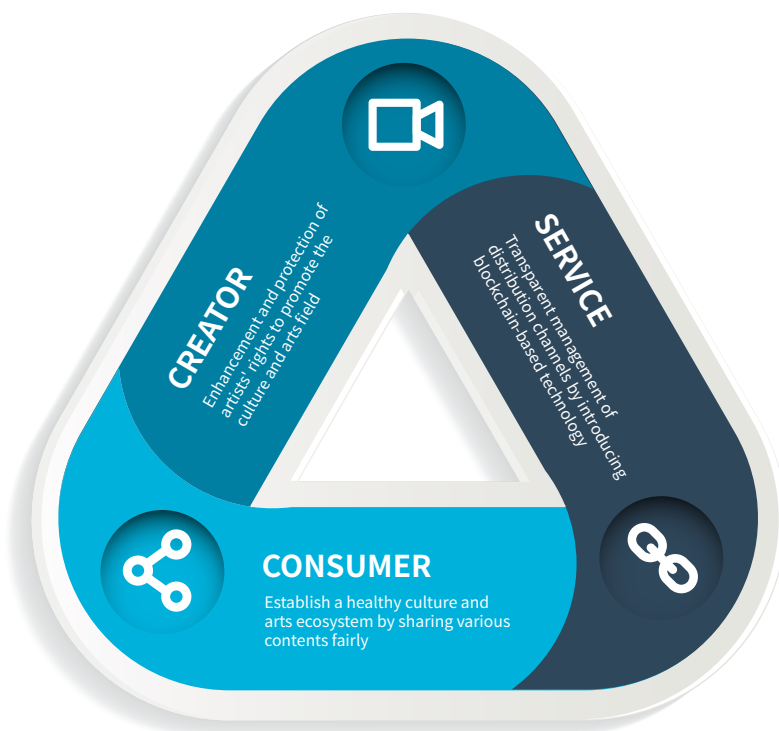 CREATOR
Enhancement and protection of
artists' rights to promote the
culture and arts field
SERVICE
Transparent management of
distribution channels by introducing
blockchain-based technology
CONSUMER
Establish a healthy culture and
arts ecosystem by sharing various
contents fairly